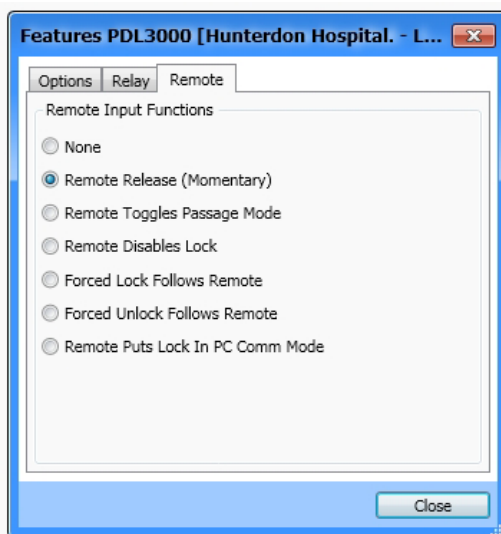 Features PDL3000 [Hunterdon Hospital. - L...
Options Relay Remote
Remote Input Functions
None
Remote Release (Momentary)
Remote Toggles Passage Mode
Remote Disables Lock
Forced Lock Follows Remote
Forced Unlock Follows Remote
Remote Puts Lock In PC Comm Mode
Close